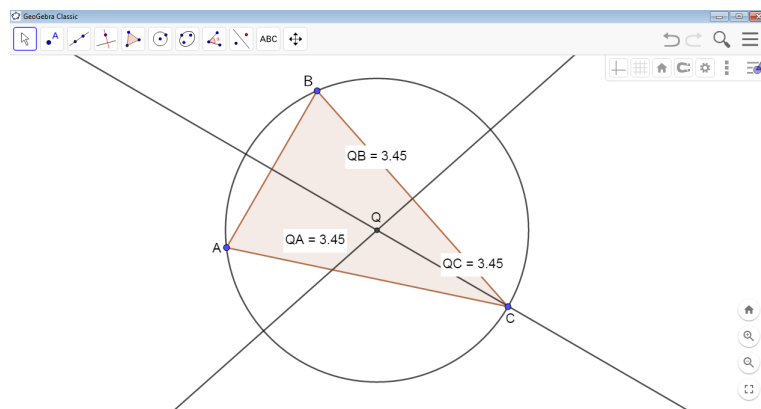 GeoGebra Classic
ABC
B
QB = 3.45
Q
QA = 3.45
A
QC = 3.45
C